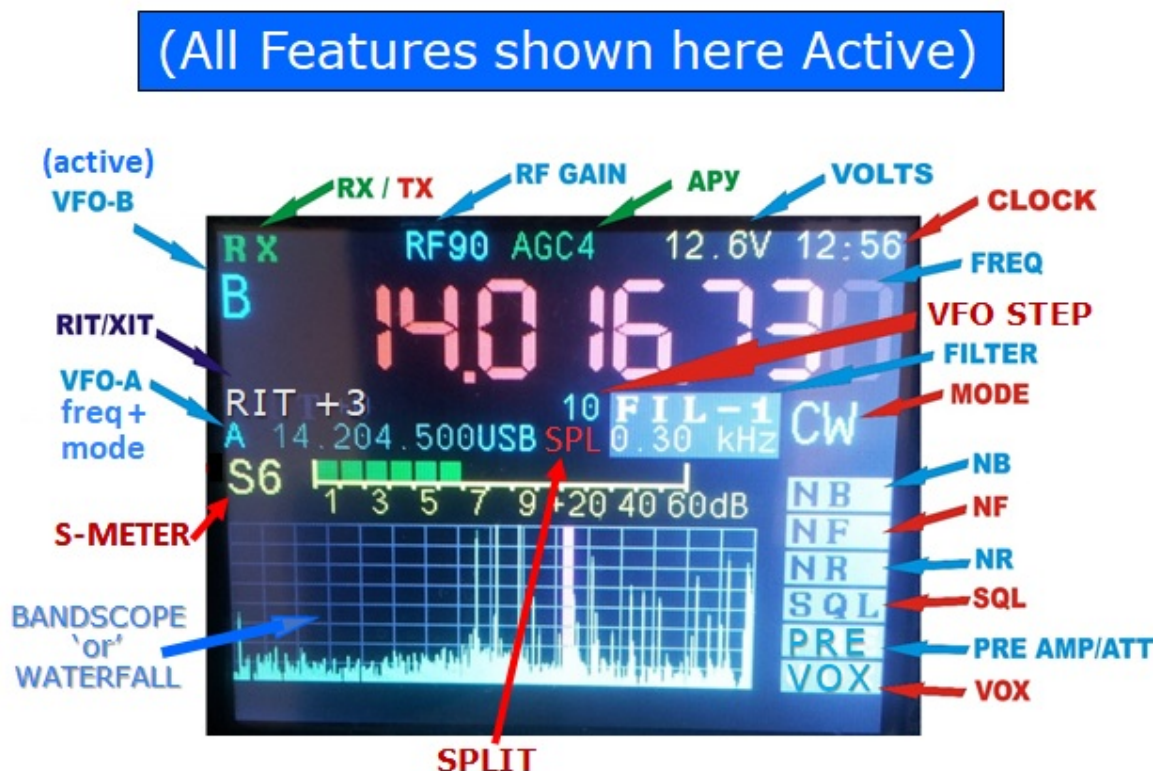 (All Features shown here Active)
(active)
VFO-B
RX / TX
RF GAIN
АРУ
VOLTS
CLOCK
RX
RF90
AGC4
12.6V
12:56
FREQ
B
14.016.730
VFO STEP
RIT/XIT
FILTER
VFO-A
freq +
mode
RIT +3
10
FIL-1
MODE
A 14.204.500USB
SPL
0.30 kHz
CW
S6
1 3 5 7 9 +20 40 60dB
S-METER
NB
NB
NF
NF
NR
NR
SQL
SQL
PRE
PRE AMP/ATT
VOX
VOX
BANDSCOPE
'or'
WATERFALL
SPLIT